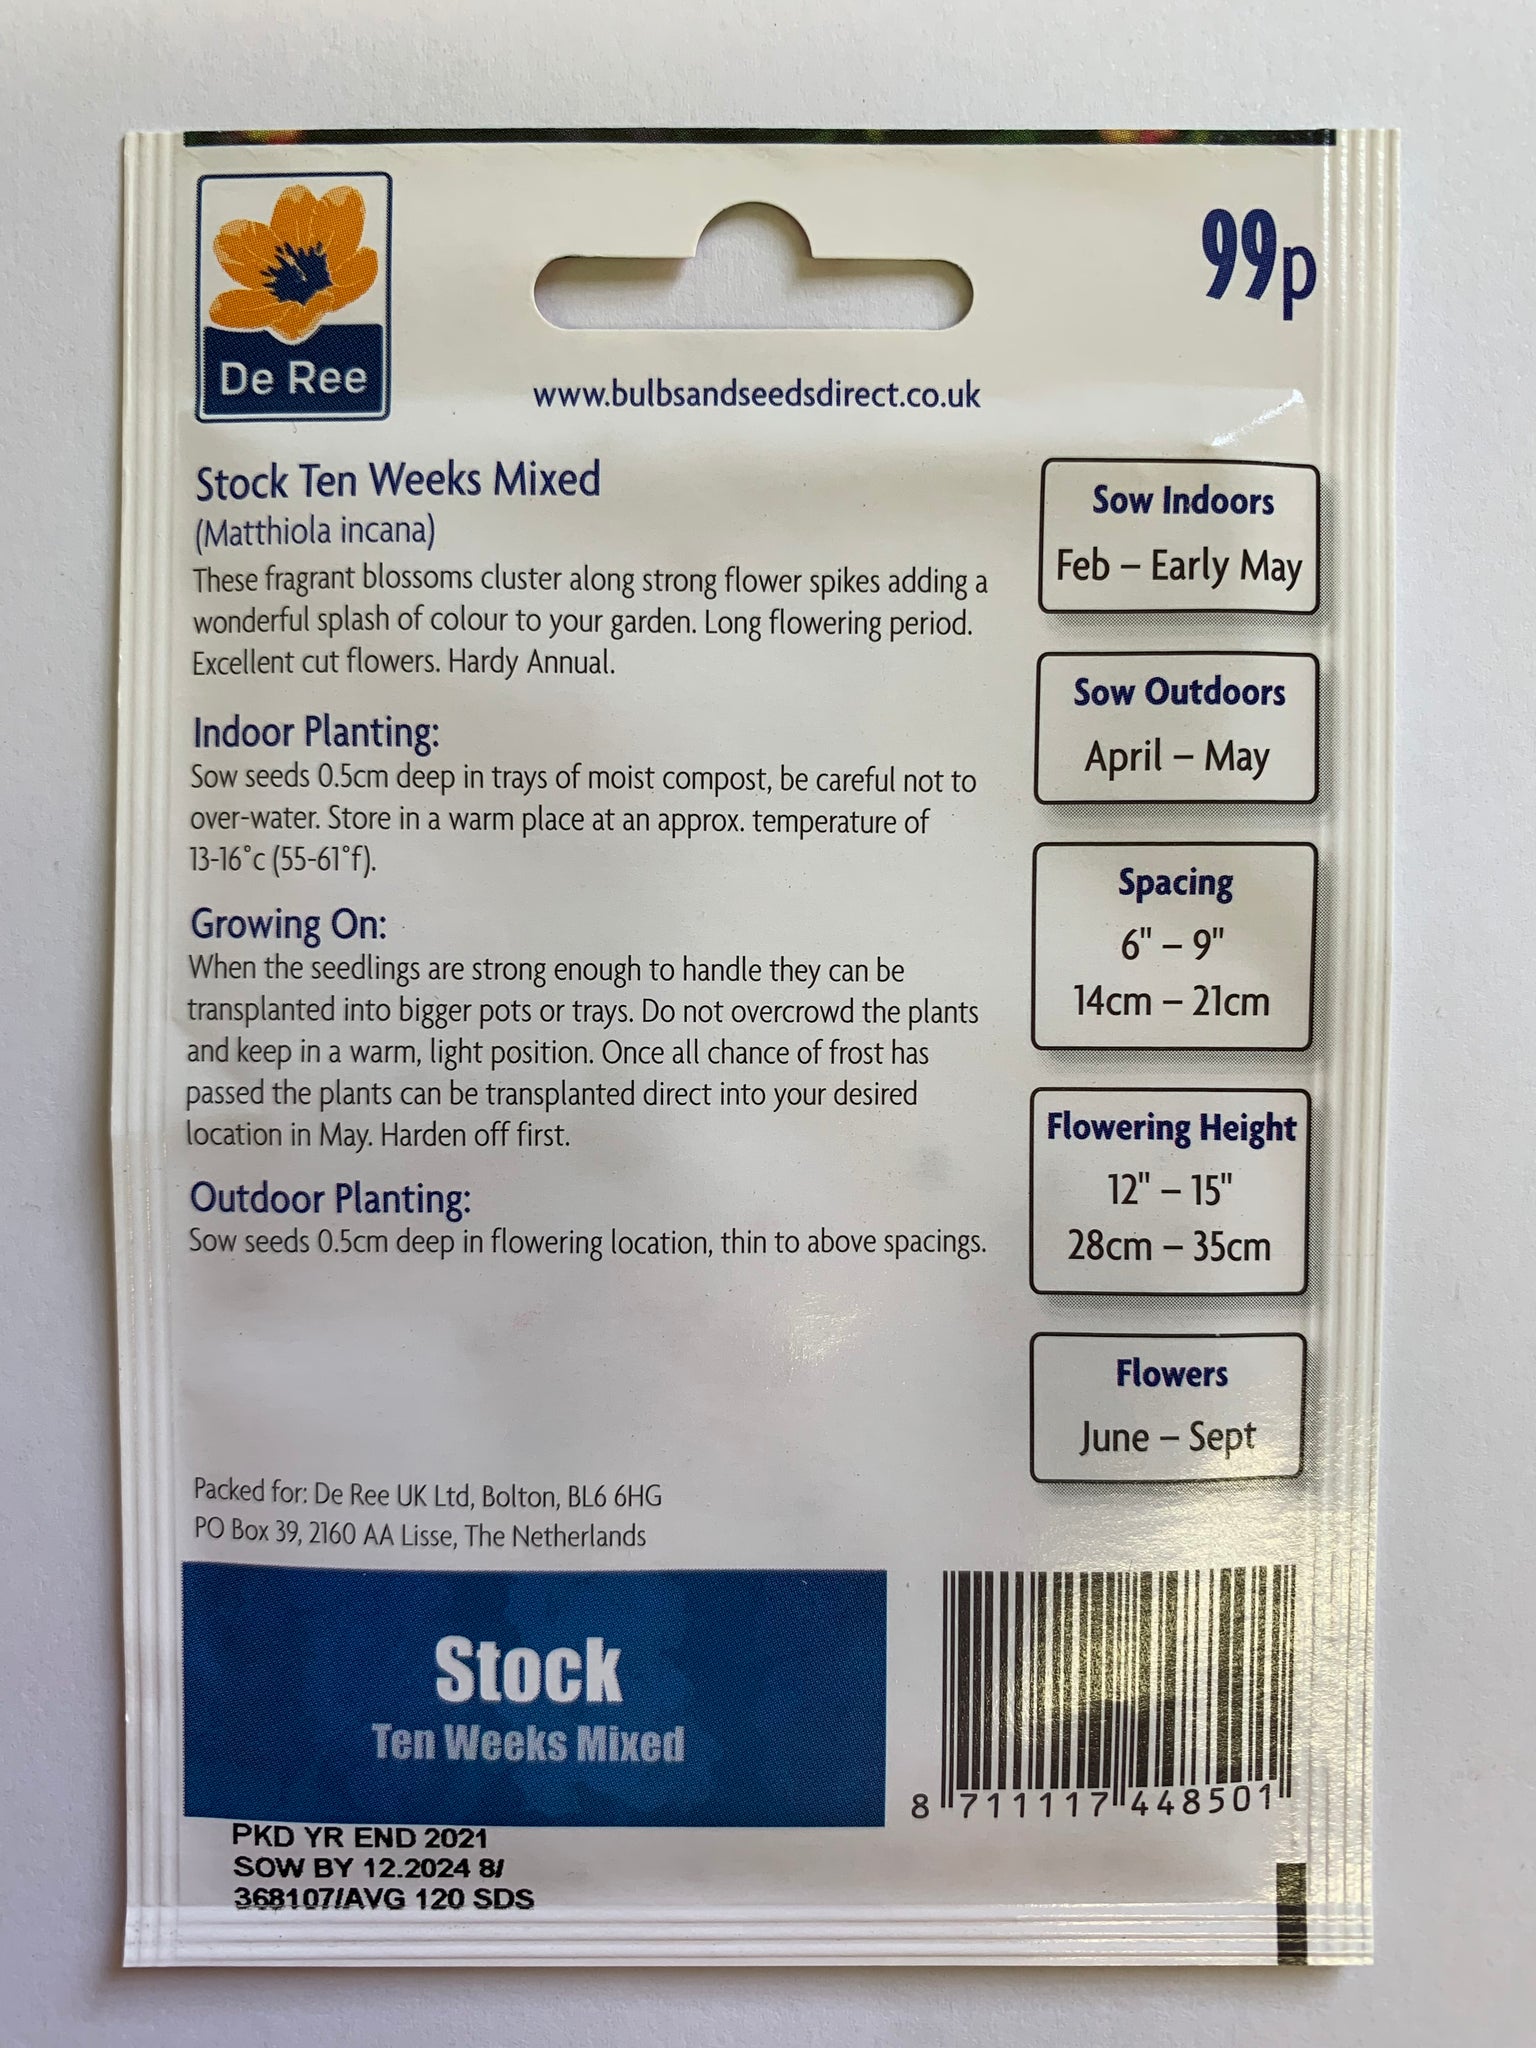 De Ree
99p
www.bulbsandseedsdirect.co.uk
Stock Ten Weeks Mixed
(Matthiola incana)
These fragrant blossoms cluster along strong flower spikes adding a
wonderful splash of colour to your garden. Long flowering period.
Excellent cut flowers. Hardy Annual.
Indoor Planting:
Sow seeds 0.5cm deep in trays of moist compost, be careful not to
over-water. Store in a warm place at an approx. temperature of
13-16°c (55-61°f).
Growing On:
When the seedlings are strong enough to handle they can be
transplanted into bigger pots or trays. Do not overcrowd the plants
and keep in a warm, light position. Once all chance of frost has
passed the plants can be transplanted direct into your desired
location in May. Harden off first.
Outdoor Planting:
Sow seeds 0.5cm deep in flowering location, thin to above spacings.
Sow Indoors
Feb – Early May
Sow Outdoors
April – May
Spacing
6" – 9"
14cm – 21cm
Flowering Height
12" – 15"
28cm – 35cm
Flowers
June – Sept
Packed for: De Ree UK Ltd, Bolton, BL6 6HG
PO Box 39, 2160 AA Lisse, The Netherlands
Stock
Ten Weeks Mixed
8 711117 448501
PKD YR END 2021
SOW BY 12.2024 8/
368107/AVG 120 SDS